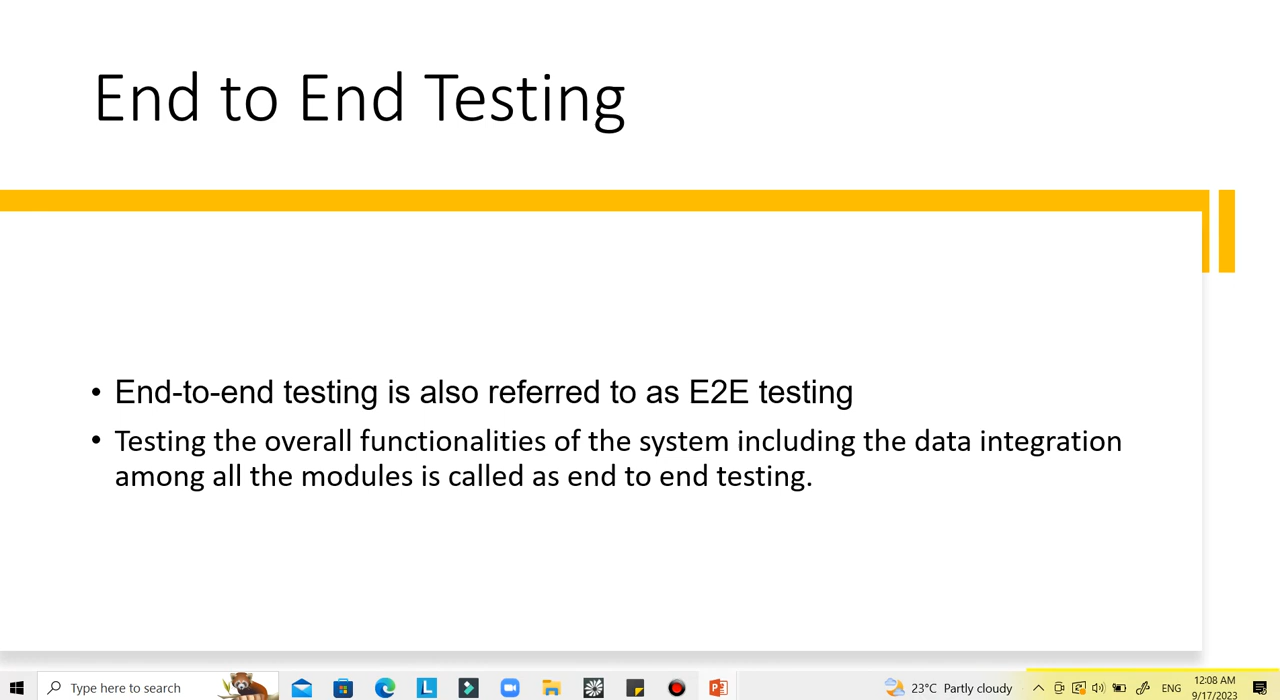 End to End Testing
• End-to-end testing is also referred to as E2E testing
• Testing the overall functionalities of the system including the data integration
among all the modules is called as end to end testing.
Type here to search
23°C Partly cloudy
ENG
12:08 AM
9/17/2023